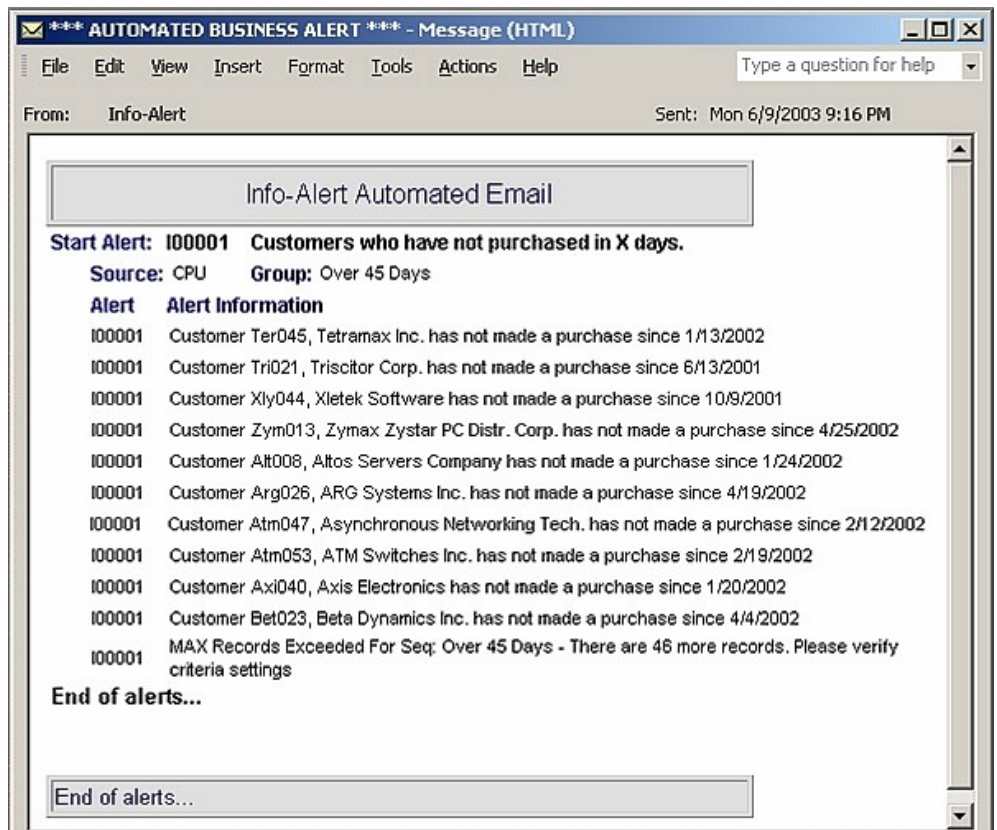 *** AUTOMATED BUSINESS ALERT *** - Message (HTML)
File Edit View Insert Format Tools Actions Help Type a question for help
From: Info-Alert Sent: Mon 6/9/2003 9:16 PM
Info-Alert Automated Email
Start Alert: I00001 Customers who have not purchased in X days.
Source: CPU Group: Over 45 Days
Alert Alert Information
I00001 Customer Ter045, Tetramax Inc. has not made a purchase since 1/13/2002
I00001 Customer Tri021, Triscitor Corp. has not made a purchase since 6/13/2001
I00001 Customer Xly044, Xletek Software has not made a purchase since 10/9/2001
I00001 Customer Zym013, Zymax Zystar PC Distr. Corp. has not made a purchase since 4/25/2002
I00001 Customer Alt008, Altos Servers Company has not made a purchase since 1/24/2002
I00001 Customer Arg026, ARG Systems Inc. has not made a purchase since 4/19/2002
I00001 Customer Atm047, Asynchronous Networking Tech. has not made a purchase since 2/12/2002
I00001 Customer Atm053, ATM Switches Inc. has not made a purchase since 2/19/2002
I00001 Customer Axi040, Axis Electronics has not made a purchase since 1/20/2002
I00001 Customer Bet023, Beta Dynamics Inc. has not made a purchase since 4/4/2002
I00001 MAX Records Exceeded For Seq: Over 45 Days - There are 46 more records. Please verify
criteria settings
End of alerts...
End of alerts...